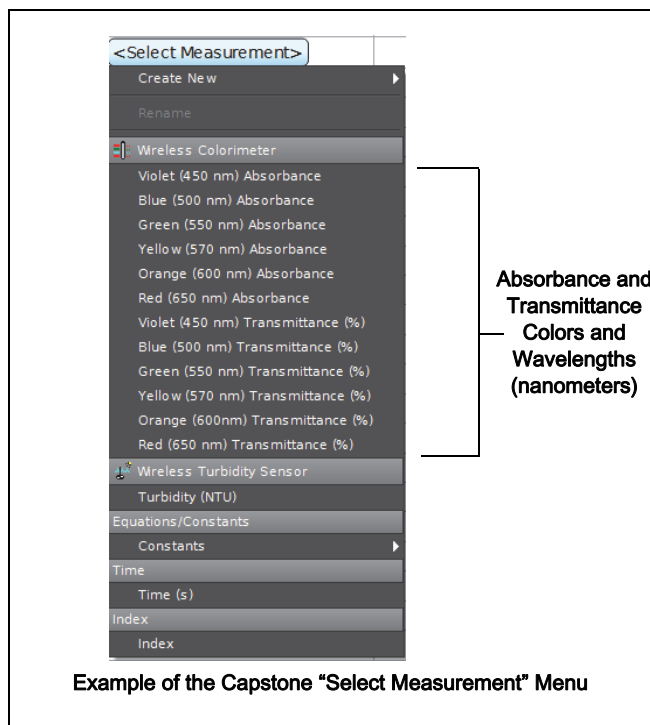 <Select Measurement>
Create New
Rename
Wireless Colorimeter
Violet (450 nm) Absorbance
Blue (500 nm) Absorbance
Green (550 nm) Absorbance
Yellow (570 nm) Absorbance
Orange (600 nm) Absorbance
Red (650 nm) Absorbance
Violet (450 nm) Transmittance (%)
Blue (500 nm) Transmittance (%)
Green (550 nm) Transmittance (%)
Yellow (570 nm) Transmittance (%)
Orange (600nm) Transmittance (%)
Red (650 nm) Transmittance (%)
Wireless Turbidity Sensor
Turbidity (NTU)
Equations/Constants
Constants
Time
Time (s)
Index
Index
Absorbance and
Transmittance
Colors and
Wavelengths
(nanometers)
Example of the Capstone “Select Measurement” Menu